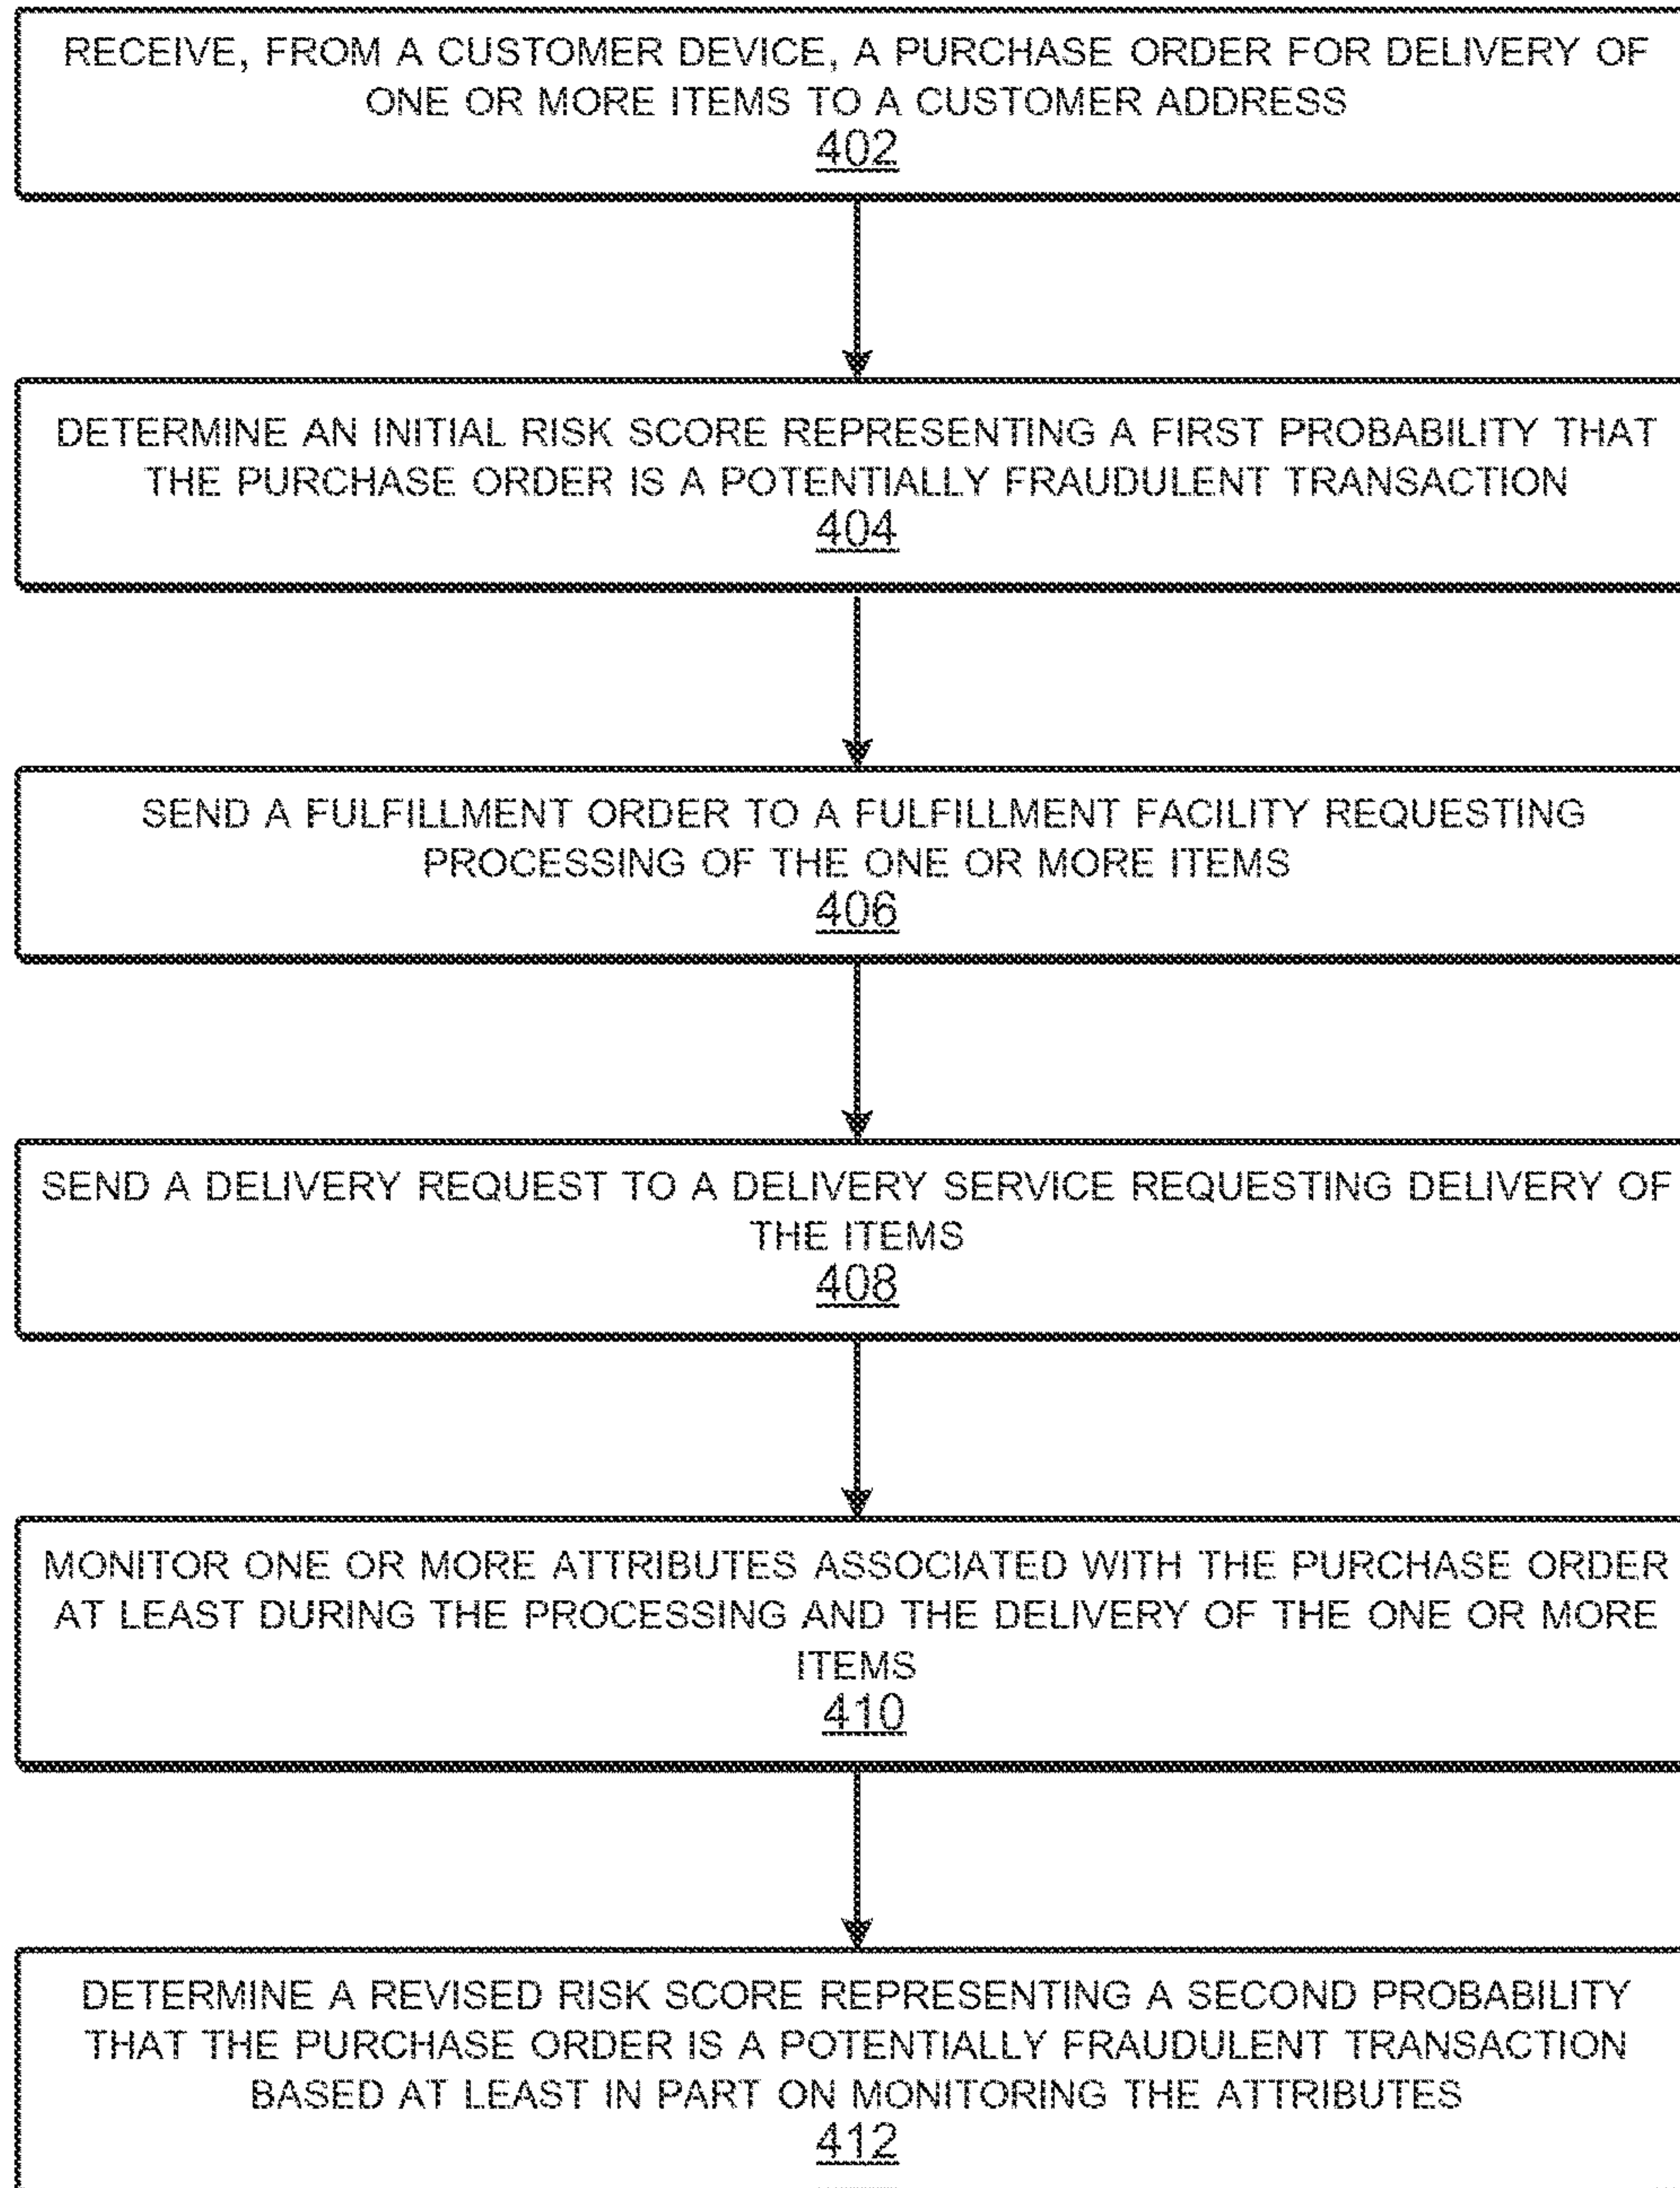 RECEIVE, FROM A CUSTOMER DEVICE, A PURCHASE ORDER FOR DELIVERY OF
ONE OR MORE ITEMS TO A CUSTOMER ADDRESS
402
DETERMINE AN INITIAL RISK SCORE REPRESENTING A FIRST PROBABILITY THAT
THE PURCHASE ORDER IS A POTENTIALLY FRAUDULENT TRANSACTION
404
SEND A FULFILLMENT ORDER TO A FULFILLMENT FACILITY REQUESTING
PROCESSING OF THE ONE OR MORE ITEMS
406
SEND A DELIVERY REQUEST TO A DELIVERY SERVICE REQUESTING DELIVERY OF
THE ITEMS
408
MONITOR ONE OR MORE ATTRIBUTES ASSOCIATED WITH THE PURCHASE ORDER
AT LEAST DURING THE PROCESSING AND THE DELIVERY OF THE ONE OR MORE
ITEMS
410
DETERMINE A REVISED RISK SCORE REPRESENTING A SECOND PROBABILITY
THAT THE PURCHASE ORDER IS A POTENTIALLY FRAUDULENT TRANSACTION
BASED AT LEAST IN PART ON MONITORING THE ATTRIBUTES
412